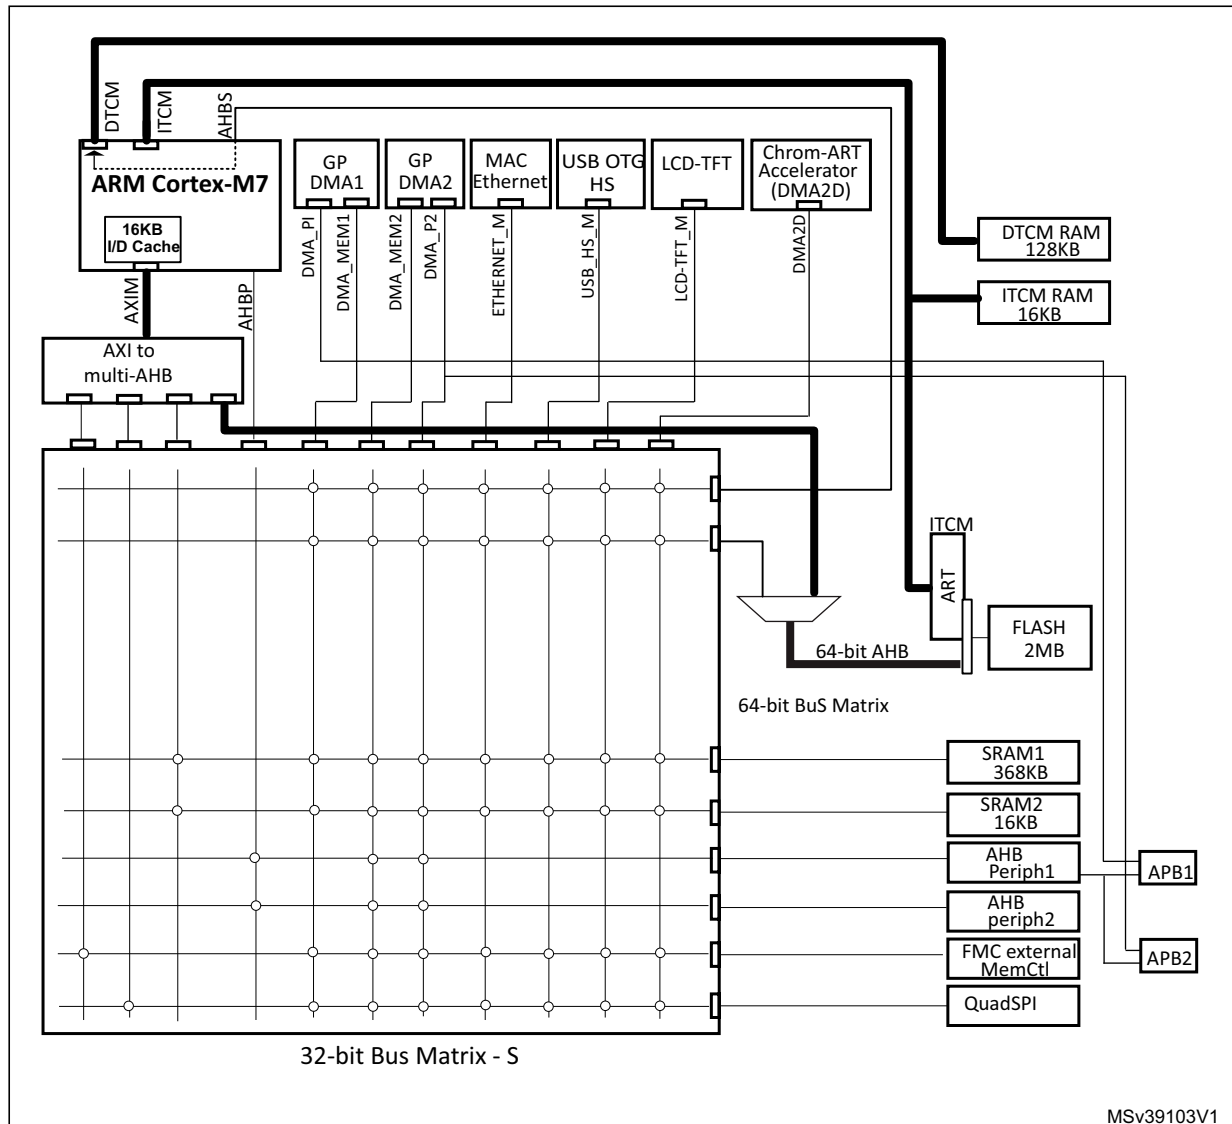 DTCM
ITCM
AHBS
ARM Cortex-M7
16KB
I/D Cache
GP
DMA1
GP
DMA2
MAC
Ethernet
USB OTG
HS
LCD-TFT
Chrom-ART
Accelerator
(DMA2D)
DTCM RAM
128KB
ITCM RAM
16KB
AXIM
AHBP
DMA_PI
DMA_MEM1
DMA_MEM2
DMA_P2
ETHERNET_M
USB_HS_M
LCD-TFT_M
DMA2D
AXI to
multi-AHB
ITCM
ART
FLASH
2MB
64-bit AHB
64-bit BuS Matrix
SRAM1
368KB
SRAM2
16KB
AHB
Periph1
APB1
AHB
periph2
FMC external
MemCtl
APB2
QuadSPI
32-bit Bus Matrix - S
MSv39103V1